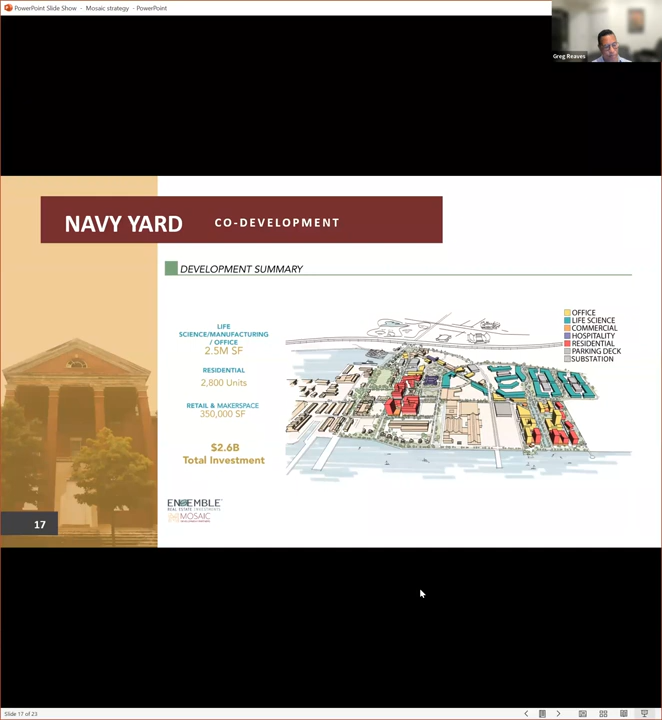 PowerPoint Slide Show - Mosaic strategy - PowerPoint
Greg Reaves
NAVY YARD CO-DEVELOPMENT
DEVELOPMENT SUMMARY
LIFE
SCIENCE/MANUFACTURING
/ OFFICE
2.5M SF
RESIDENTIAL
2,800 Units
RETAIL & MAKERSPACE
350,000 SF
$2.6B
Total Investment
OFFICE
LIFE SCIENCE
COMMERCIAL
HOSPITALITY
RESIDENTIAL
PARKING DECK
SUBSTATION
ENSEMBLE
REAL ESTATE INVESTMENTS
MOSAIC
17
Slide 17 of 23